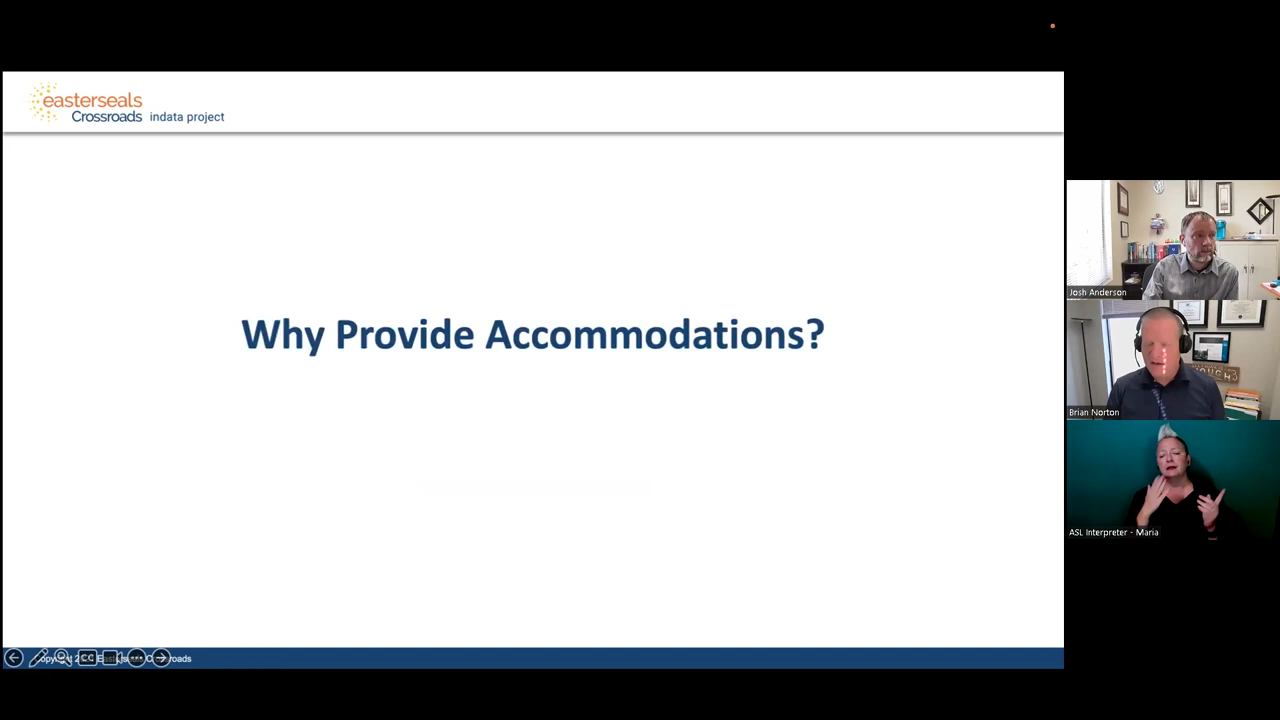 easterseals
Crossroads indata project
Why Provide Accommodations?
Josh Anderson
Brian Norton
ASL Interpreter - Maria